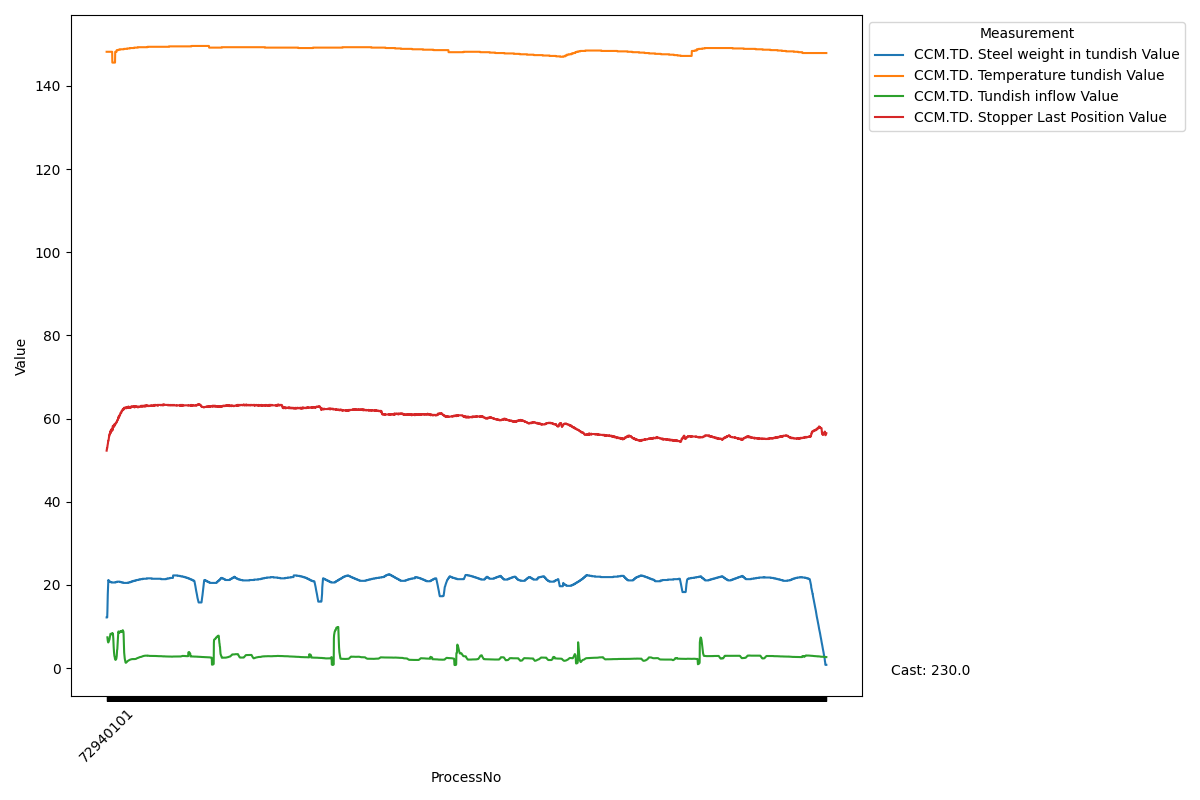 Measurement
CCM.TD. Steel weight in tundish Value
CCM.TD. Temperature tundish Value
CCM.TD. Tundish inflow Value
CCM.TD. Stopper Last Position Value
140
120
100
80
60
40
20
0
Value
Cast: 230.0
72940101
ProcessNo